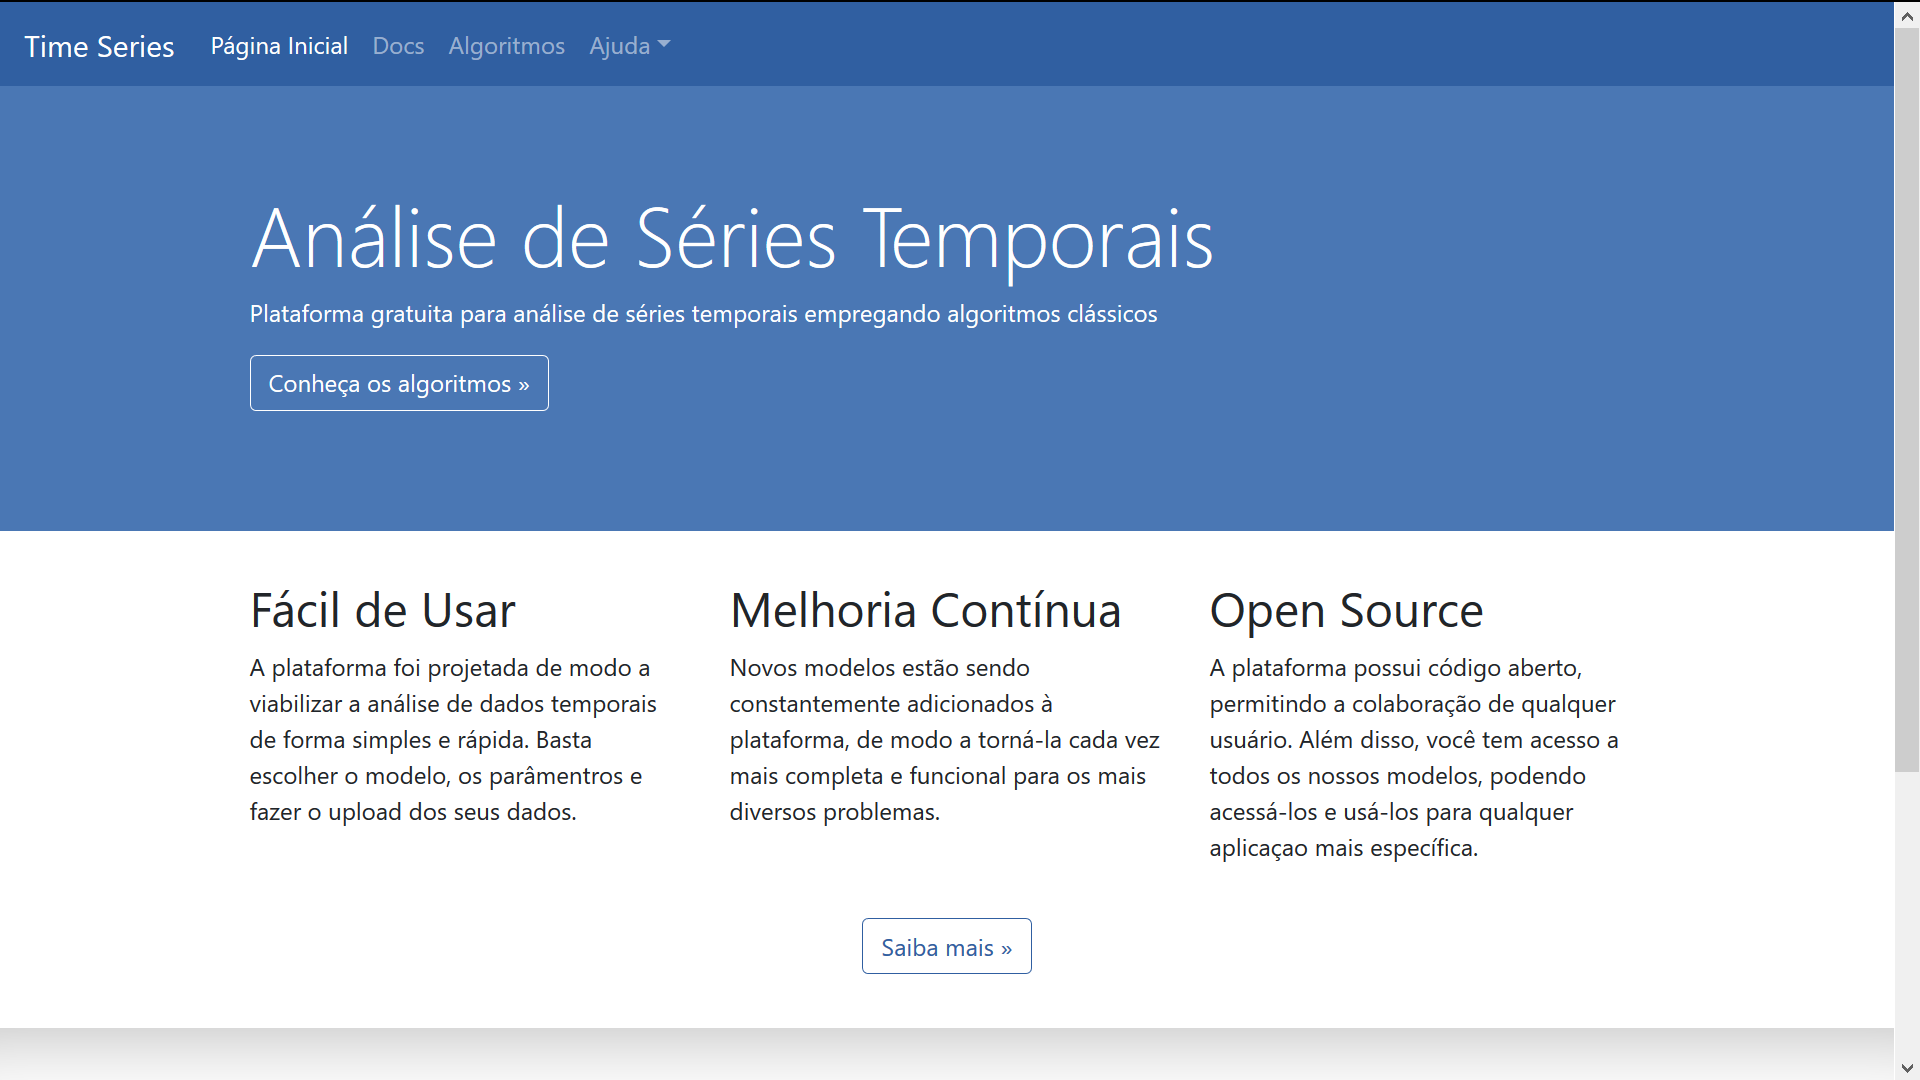 Time Series Página Inicial Docs Algoritmos Ajuda
Análise de Séries Temporais
Plataforma gratuita para análise de séries temporais empregando algoritmos clássicos
Conheça os algoritmos »
Fácil de Usar
A plataforma foi projetada de modo a
viabilizar a análise de dados temporais
de forma simples e rápida. Basta
escolher o modelo, os parâmentros e
fazer o upload dos seus dados.
Melhoria Contínua
Novos modelos estão sendo
constantemente adicionados à
plataforma, de modo a torná-la cada vez
mais completa e funcional para os mais
diversos problemas.
Open Source
A plataforma possui código aberto,
permitindo a colaboração de qualquer
usuário. Além disso, você tem acesso a
todos os nossos modelos, podendo
acessá-los e usá-los para qualquer
aplicaçao mais específica.
Saiba mais »